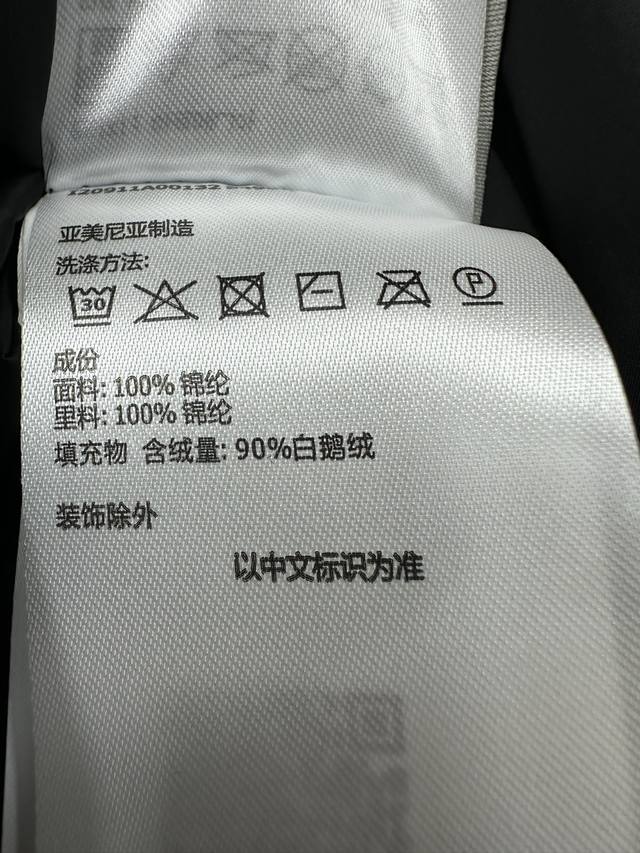 亚美尼亚制造
洗涤方法:
30 P
成份
面料: 100% 锦纶
里料: 100% 锦纶
填充物 含绒量: 90%白鹅绒
装饰除外
以中文标识为准